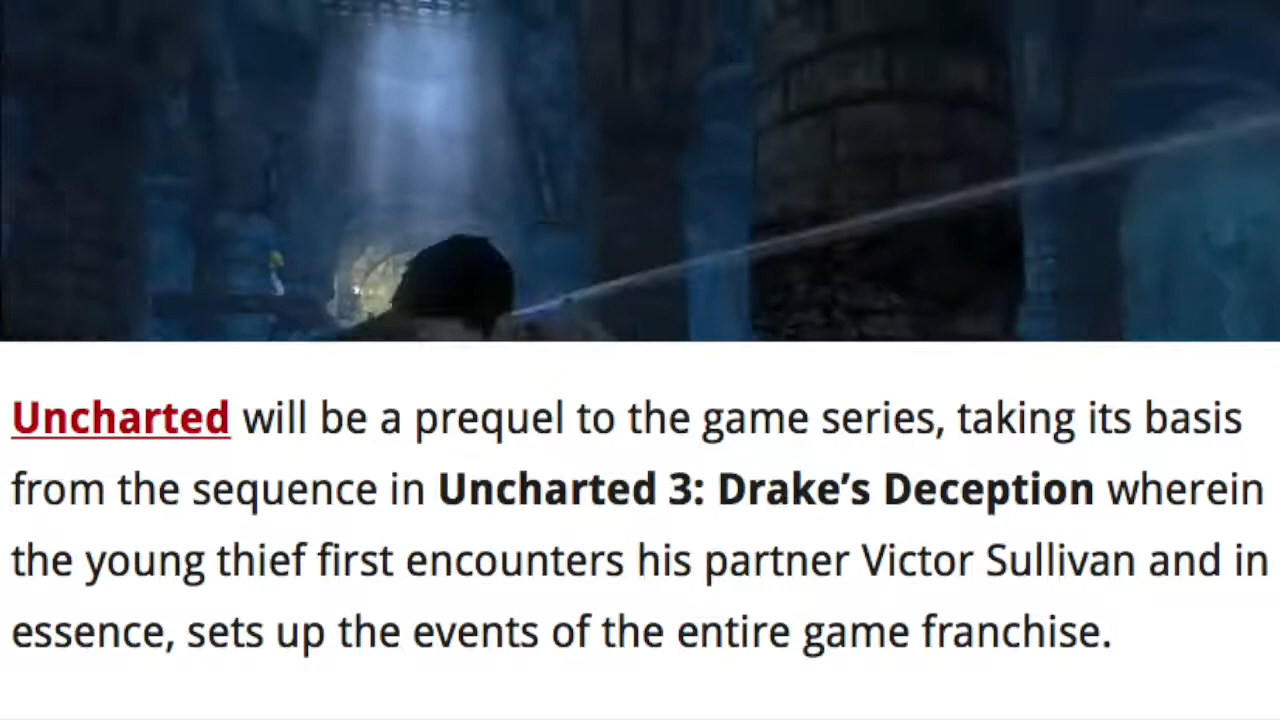 Uncharted will be a prequel to the game series, taking its basis
from the sequence in Uncharted 3: Drake’s Deception wherein
the young thief first encounters his partner Victor Sullivan and in
essence, sets up the events of the entire game franchise.